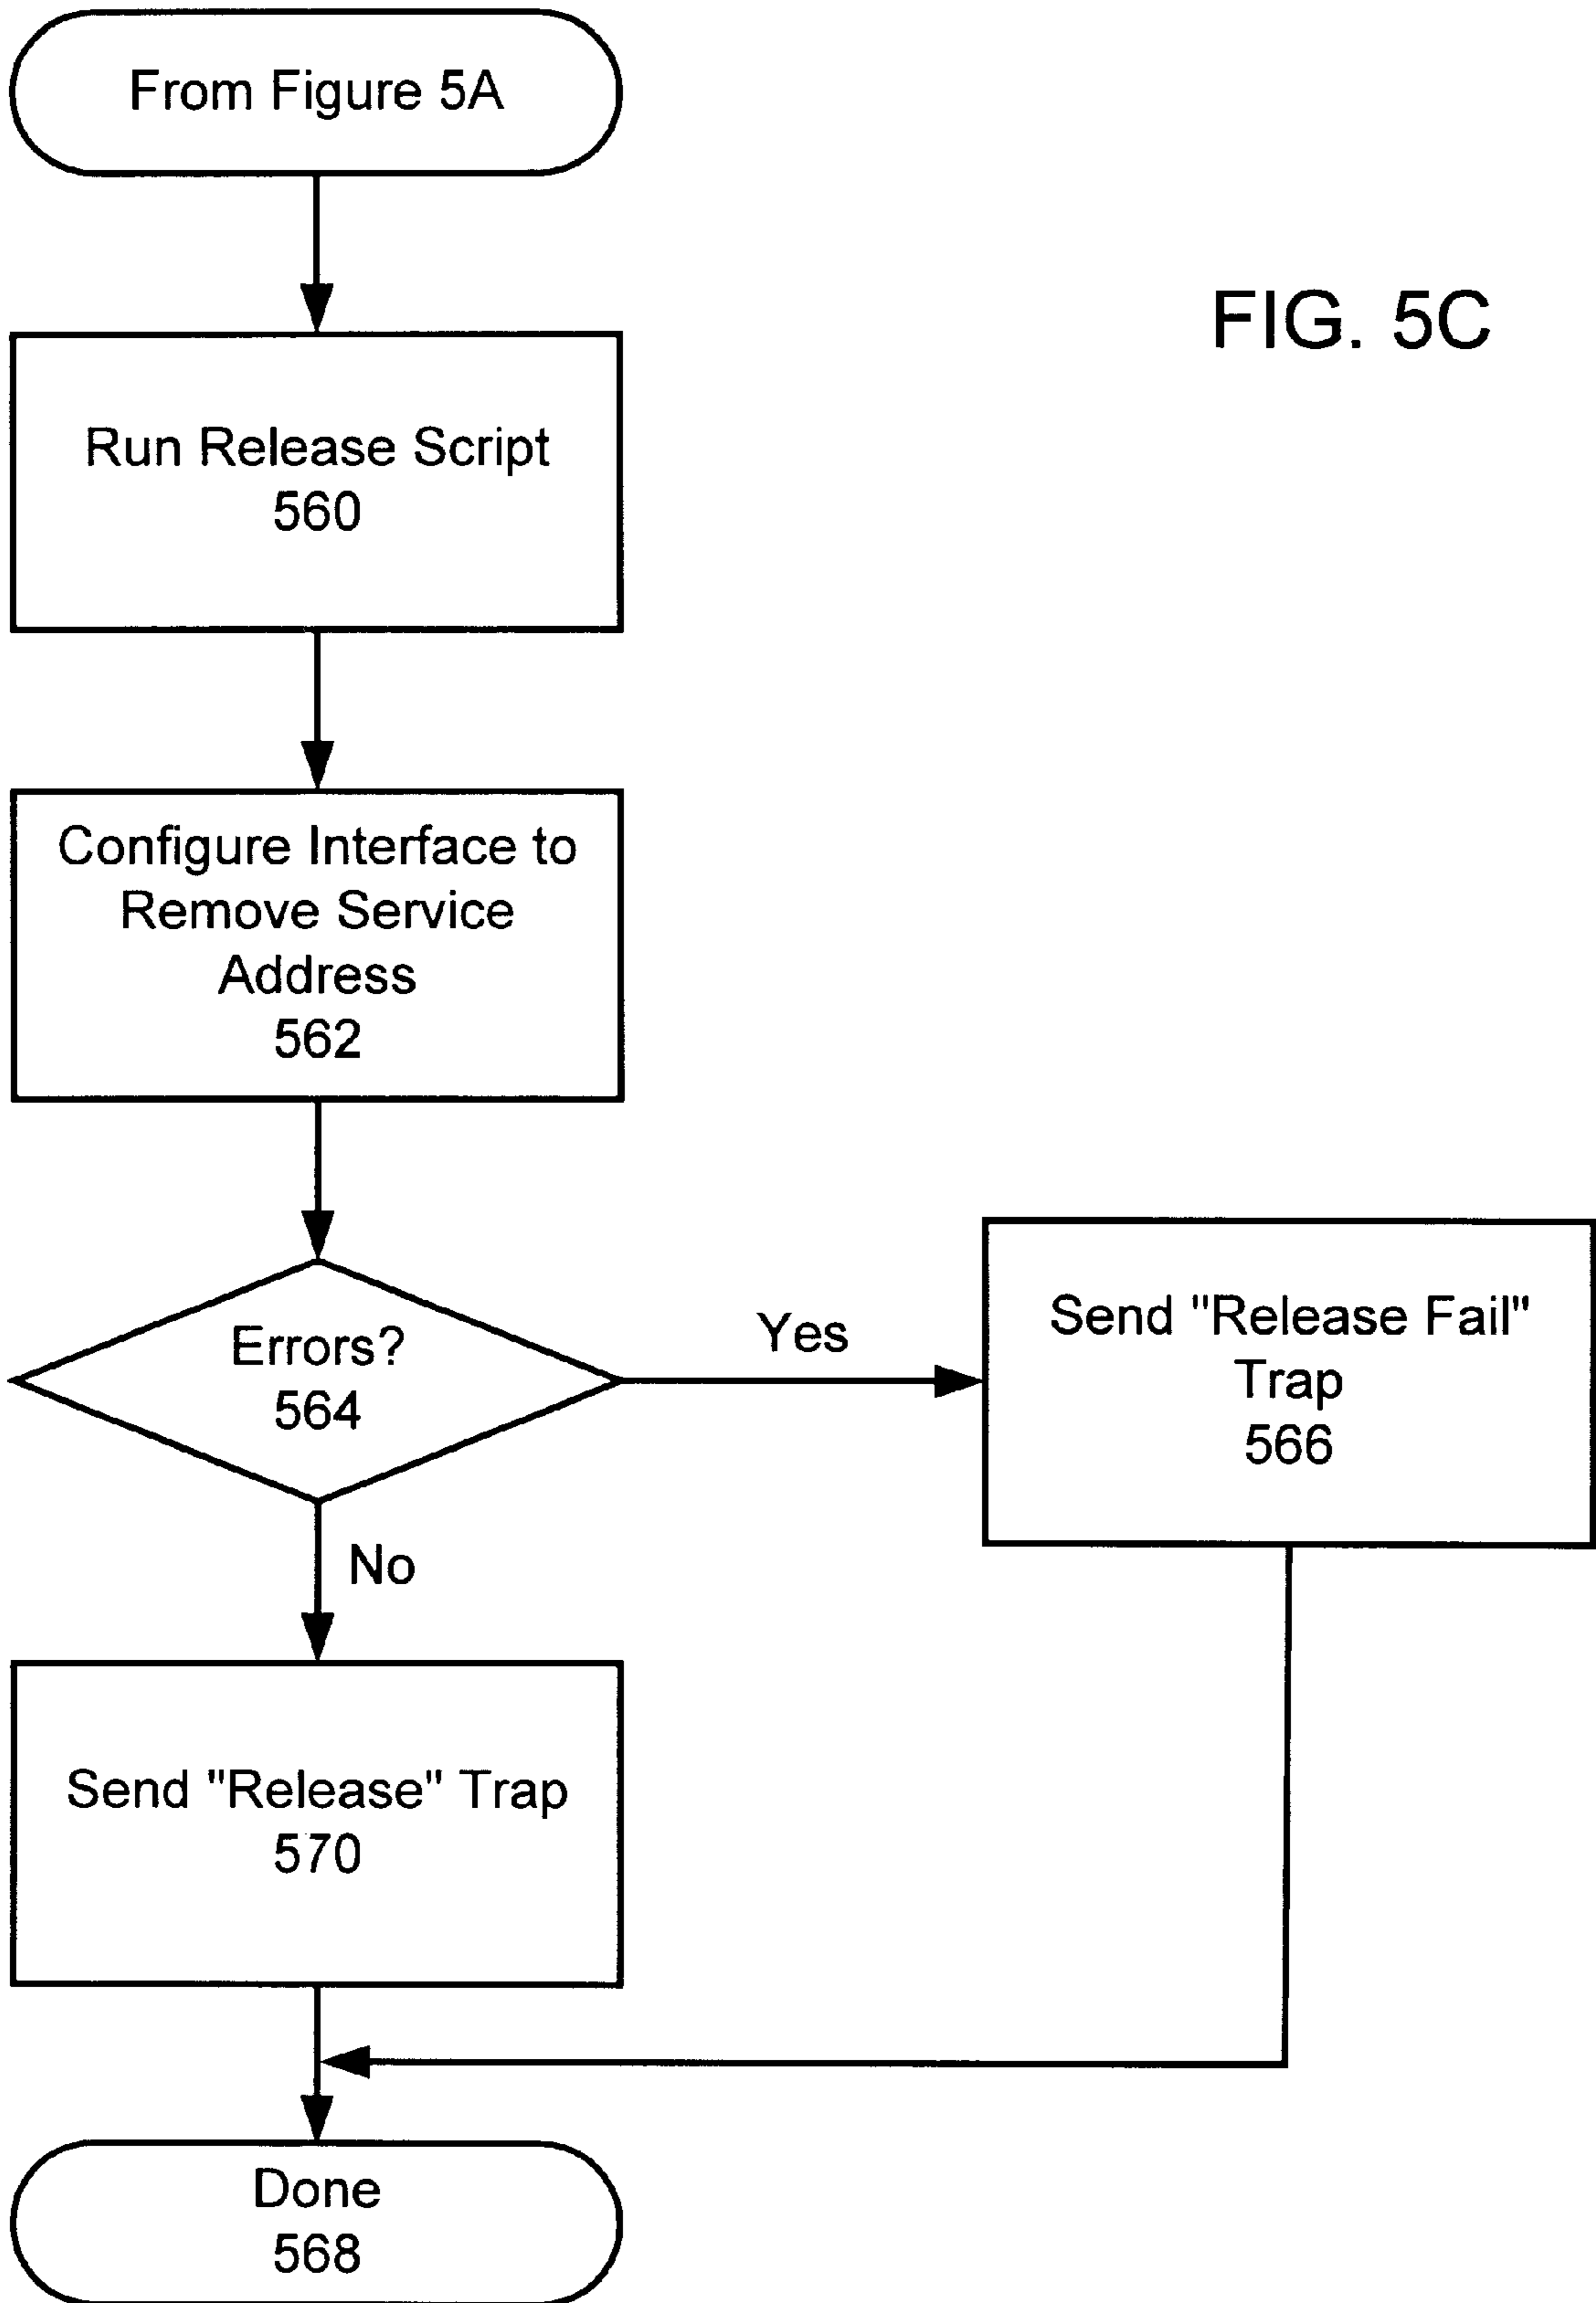 From Figure 5A
FIG. 5C
Run Release Script
560
Configure Interface to
Remove Service
Address
562
Errors?
564
Yes
Send "Release Fail"
Trap
566
No
Send "Release" Trap
570
Done
568